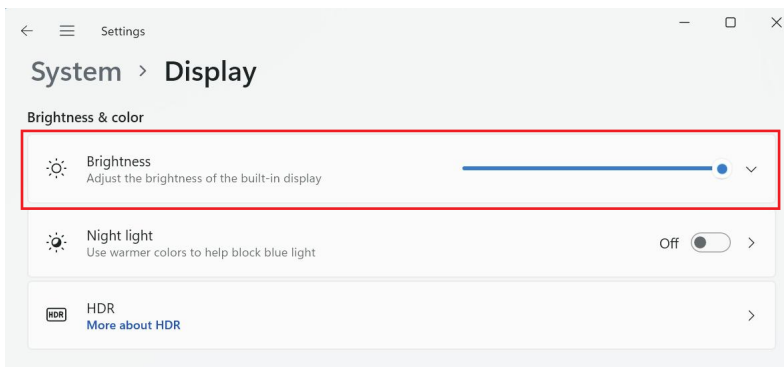 Settings
System > Display
Brightness & color
Brightness
Adjust the brightness of the built-in display
Night light
Use warmer colors to help block blue light
Off
HDR
HDR
More about HDR